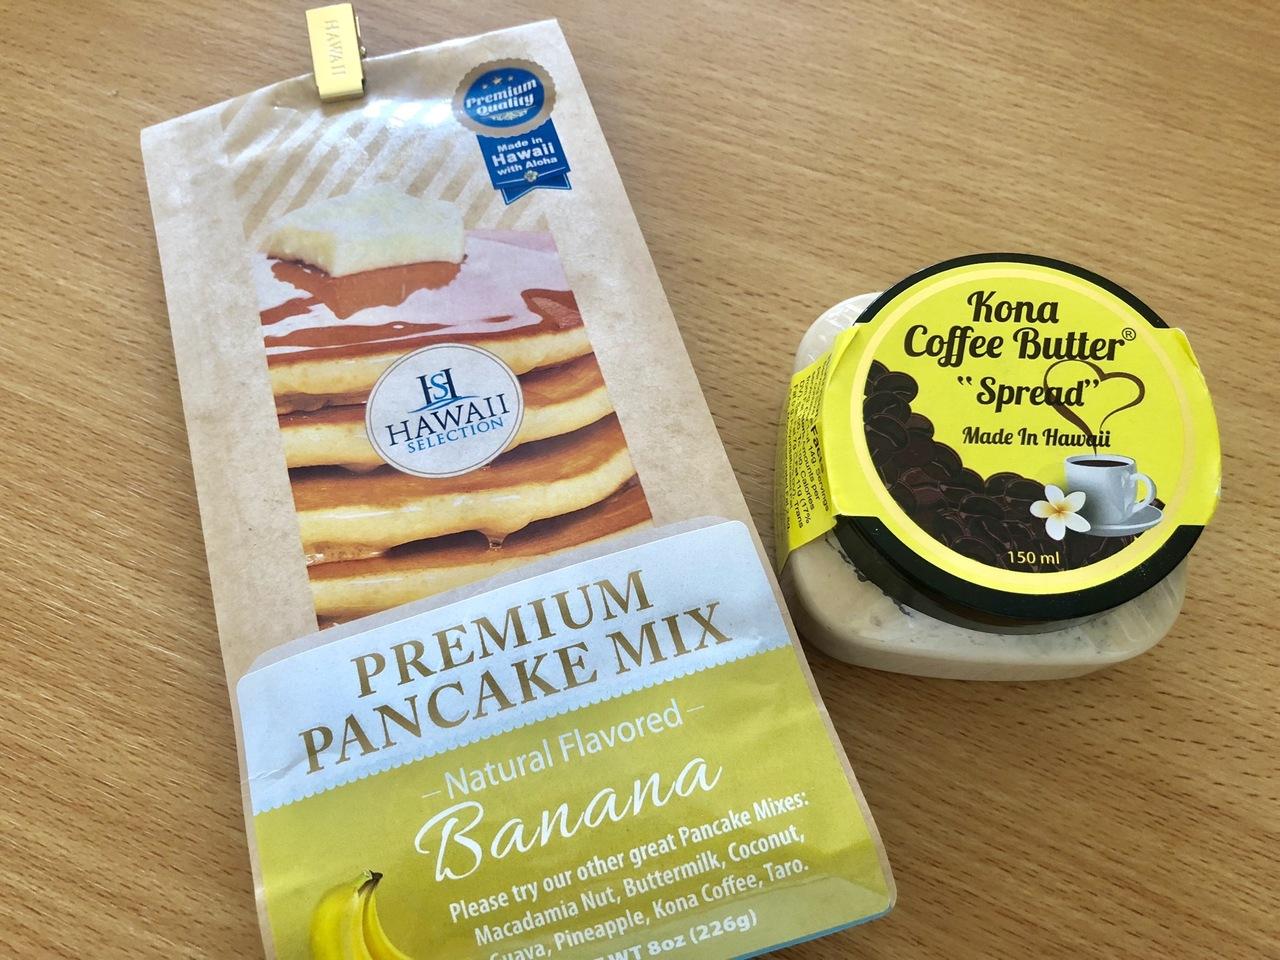 HAWAII
Premium
Quality
Made in
Hawaii
with Aloha
HS
HAWAII
SELECTION
PREMIUM
PANCAKE MIX
Natural Flavored
Banana
Please try our other great Pancake Mixes:
Macadamia Nut, Buttermilk, Coconut,
Guava, Pineapple, Kona Coffee, Taro.
WT 8oz (226g)
Kona
Coffee Butter®
"Spread"
Made In Hawaii
150 ml